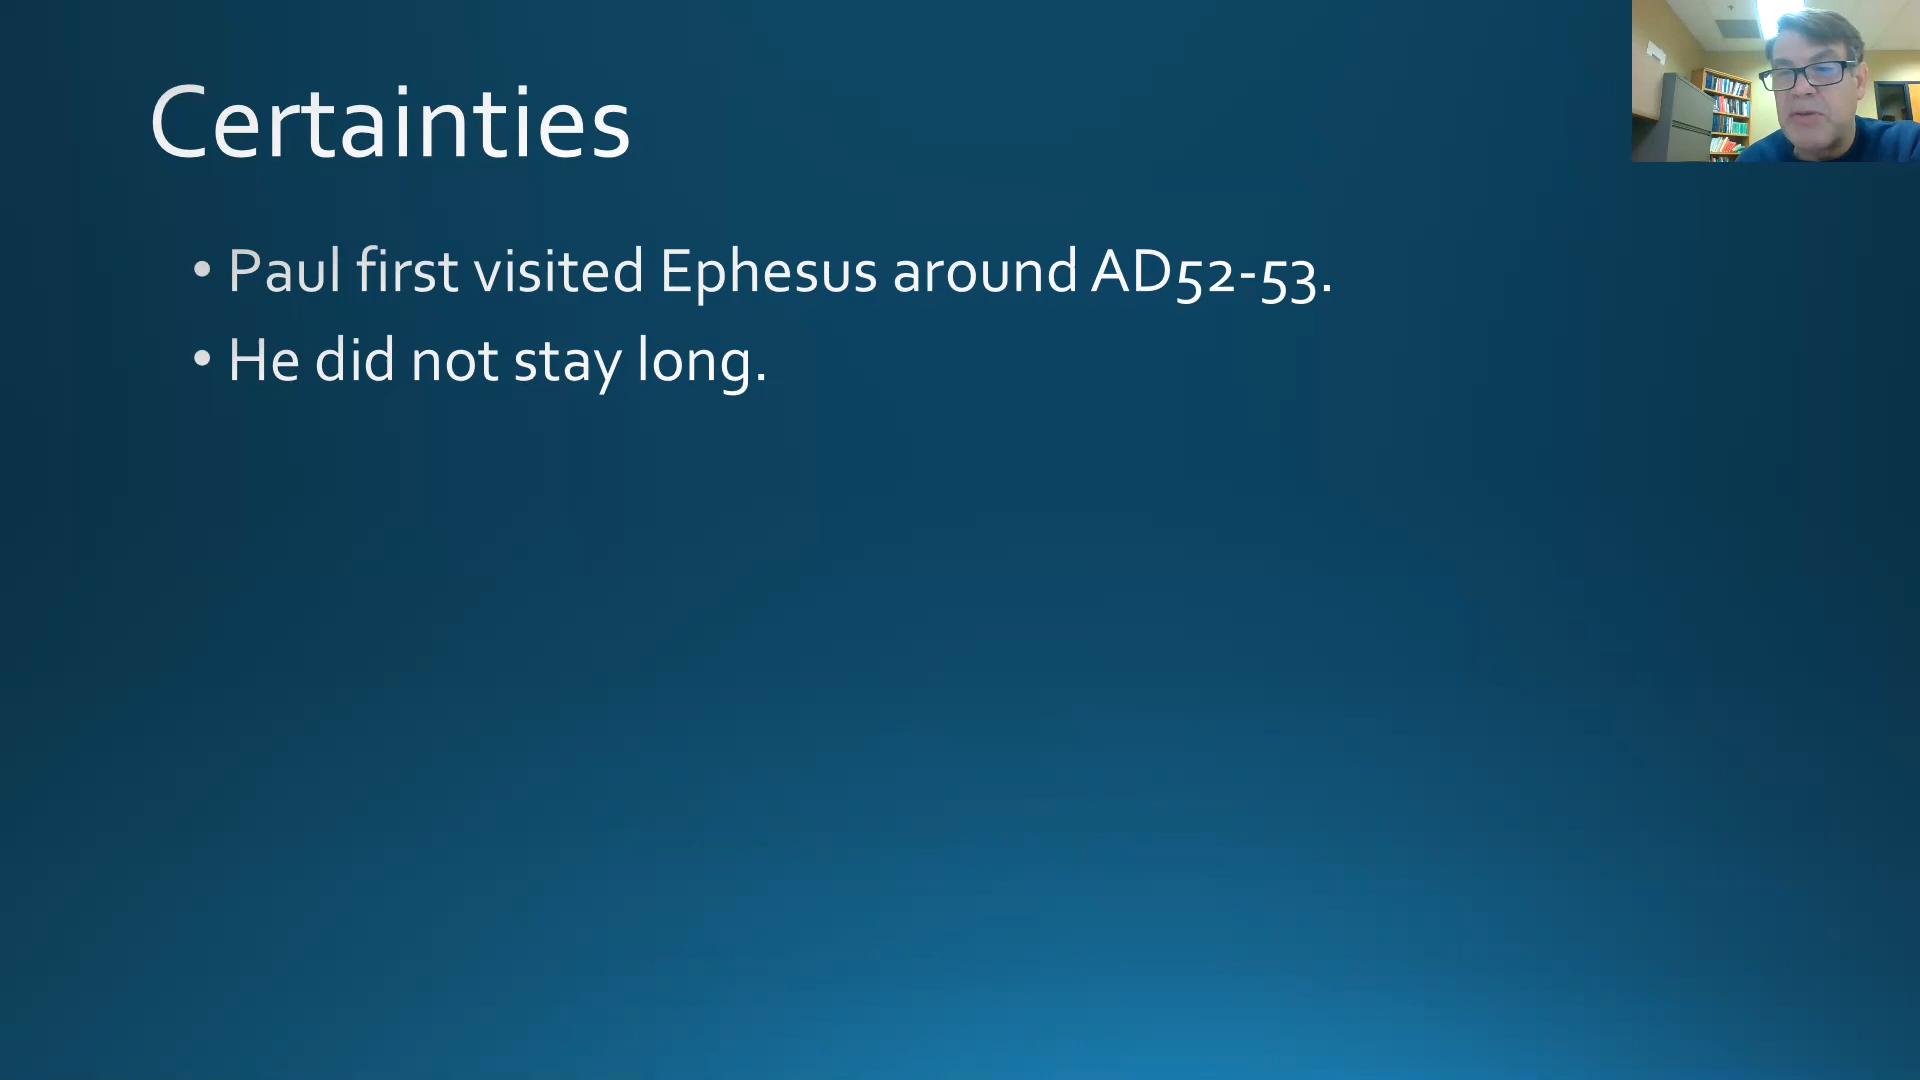 Certainties
• Paul first visited Ephesus around AD52-53.
• He did not stay long.